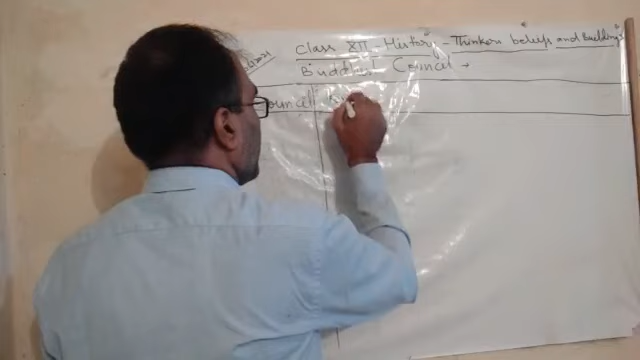 Class XII - History - Thinkers beliefs and Buildings
Buddhist Council →
Council